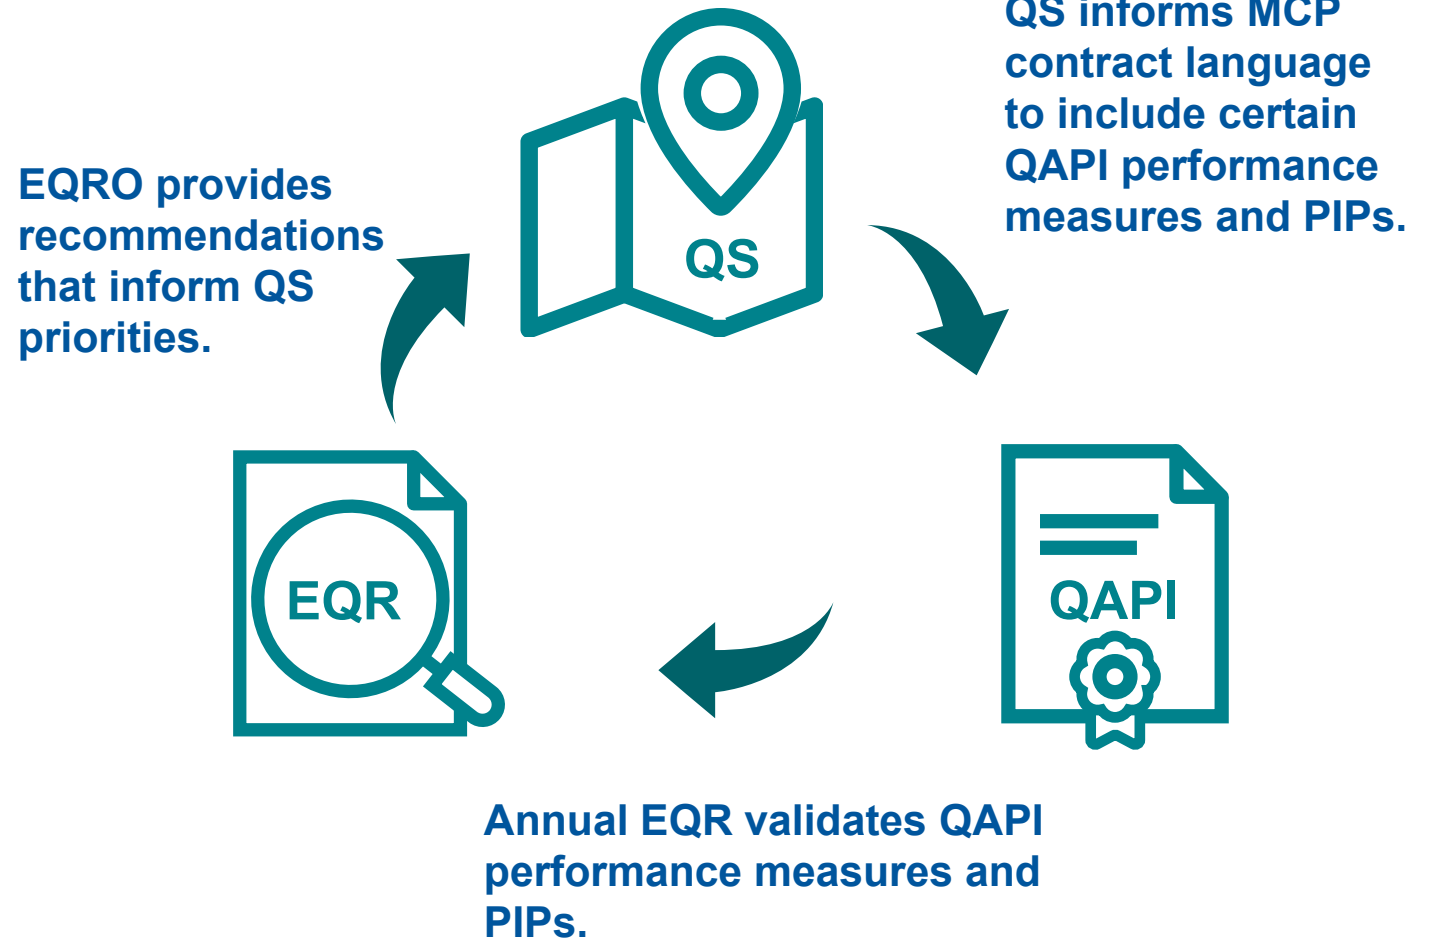 QS informs MCP
contract language
to include certain
QAPI performance
measures and PIPs.
EQRO provides
recommendations
that inform QS
priorities.
QS
EQR
QAPI
Annual EQR validates QAPI
performance measures and
PIPs.